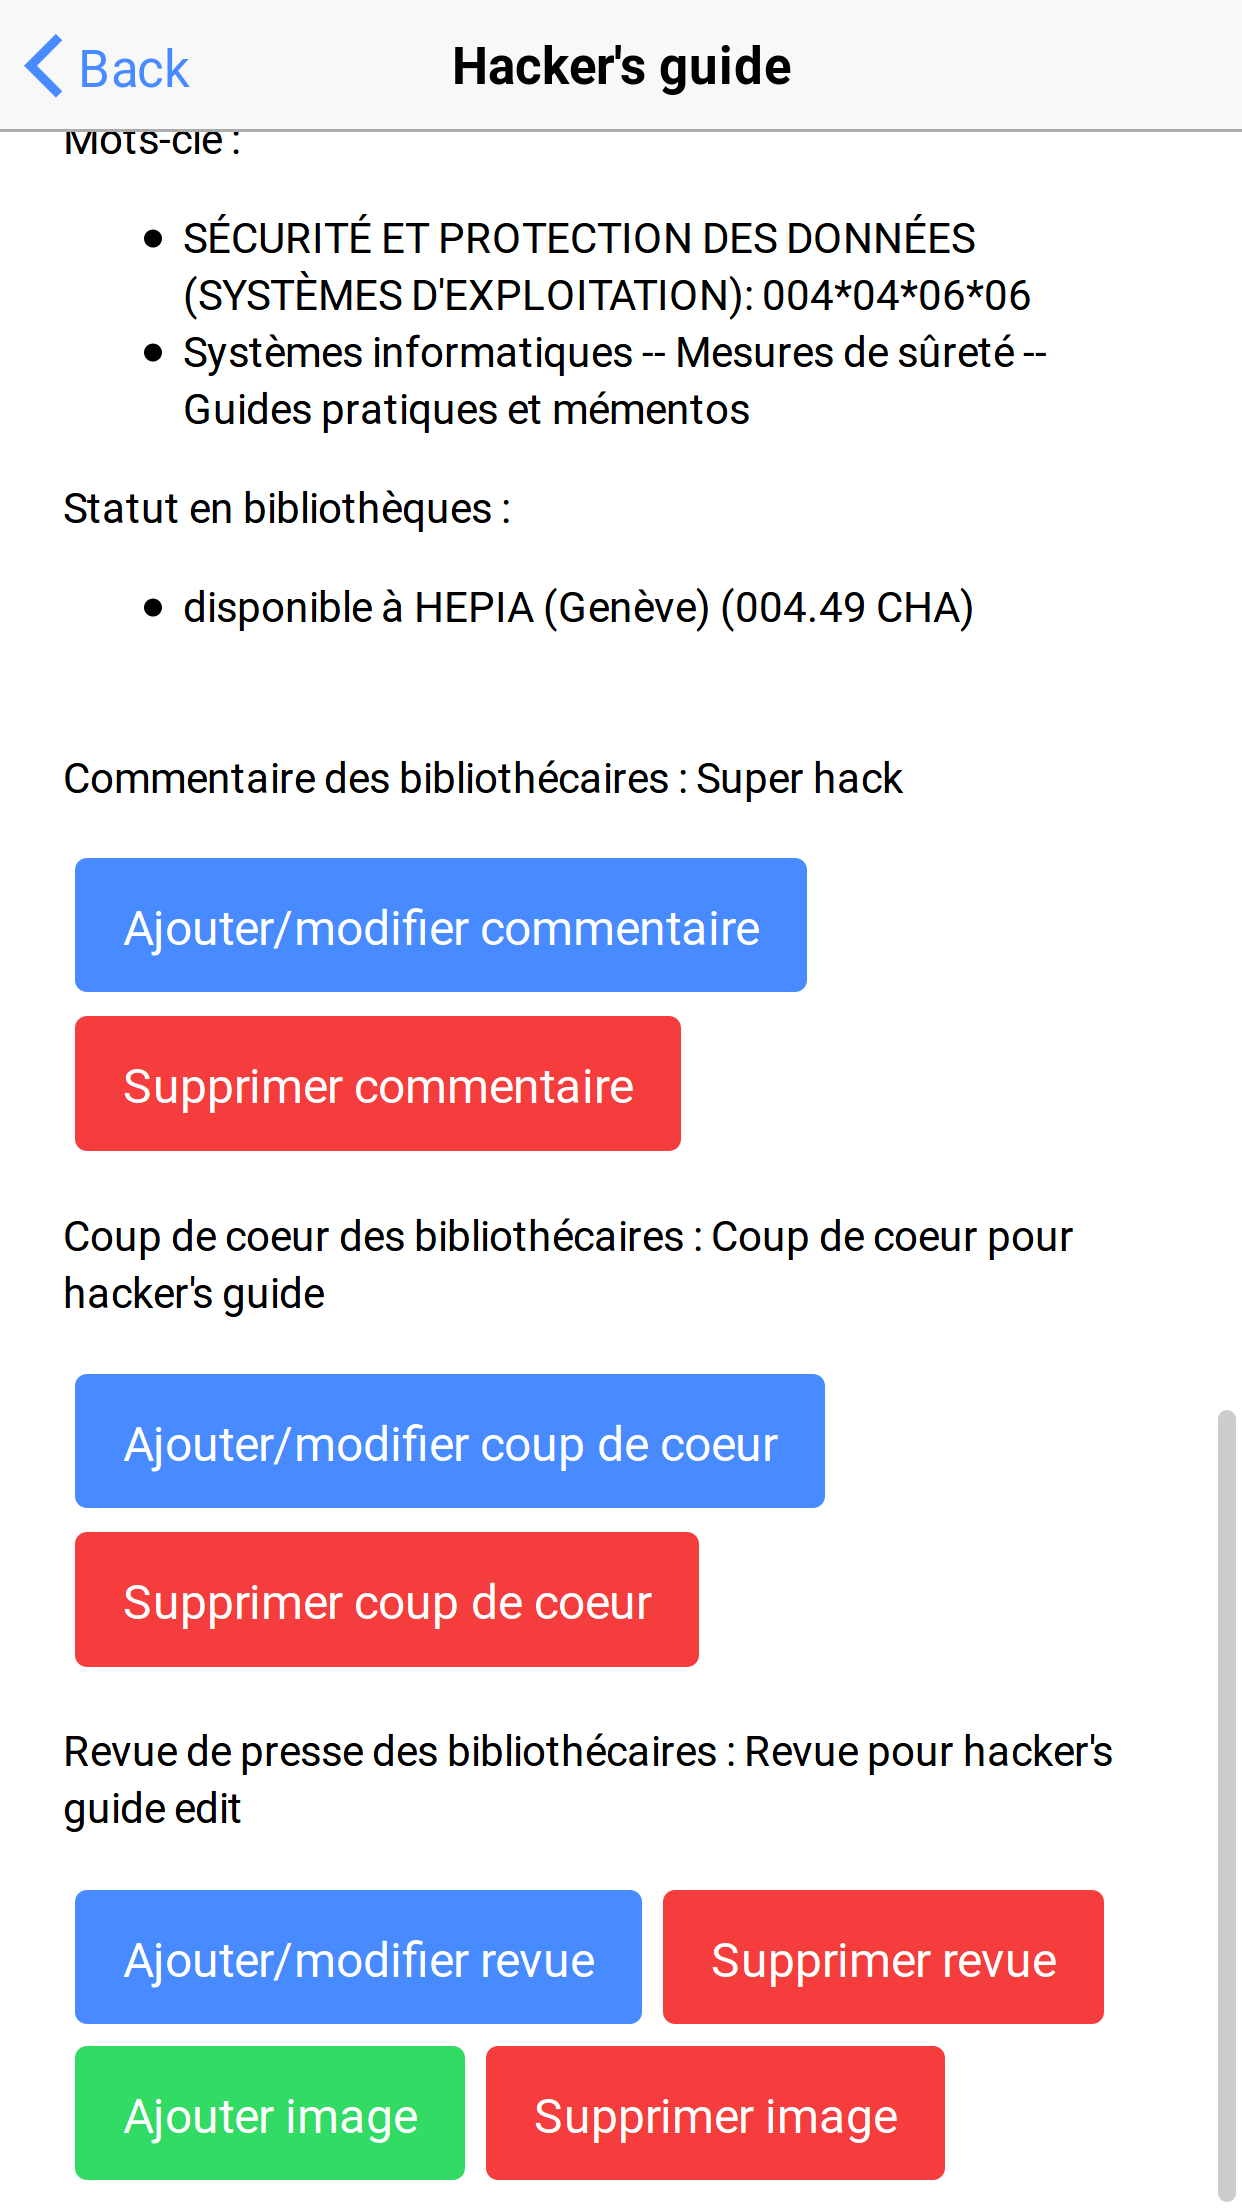 Back
Hacker's guide
Mots-clé :
SÉCURITÉ ET PROTECTION DES DONNÉES
(SYSTÈMES D'EXPLOITATION): 004*04*06*06
Systèmes informatiques -- Mesures de sûreté --
Guides pratiques et mémentos
Statut en bibliothèques :
disponible à HEPIA (Genève) (004.49 CHA)
Commentaire des bibliothécaires : Super hack
Ajouter/modifier commentaire
Supprimer commentaire
Coup de coeur des bibliothécaires : Coup de coeur pour
hacker's guide
Ajouter/modifier coup de coeur
Supprimer coup de coeur
Revue de presse des bibliothécaires : Revue pour hacker's
guide edit
Ajouter/modifier revue
Supprimer revue
Ajouter image
Supprimer image